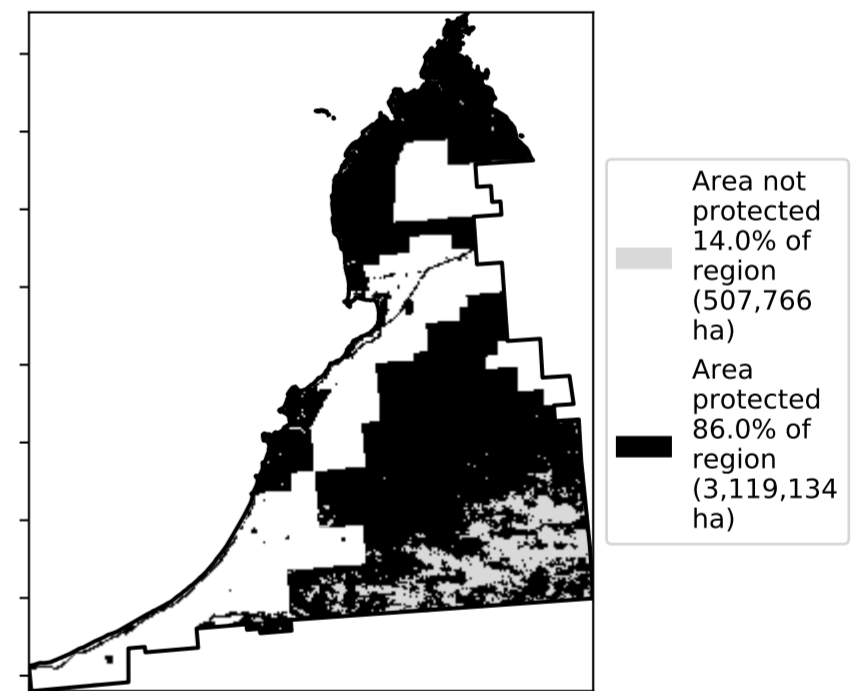 Area not
protected
14.0% of
region
(507,766
ha)
Area
protected
86.0% of
region
(3,119,134
ha)